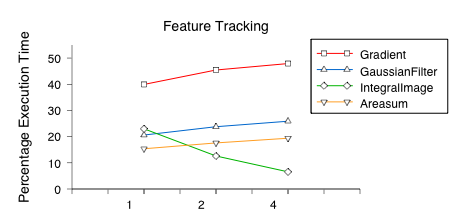 Feature Tracking
Percentage Execution Time
50
40
30
20
10
0
1 2 4
Gradient
GaussianFilter
IntegralImage
Areasum